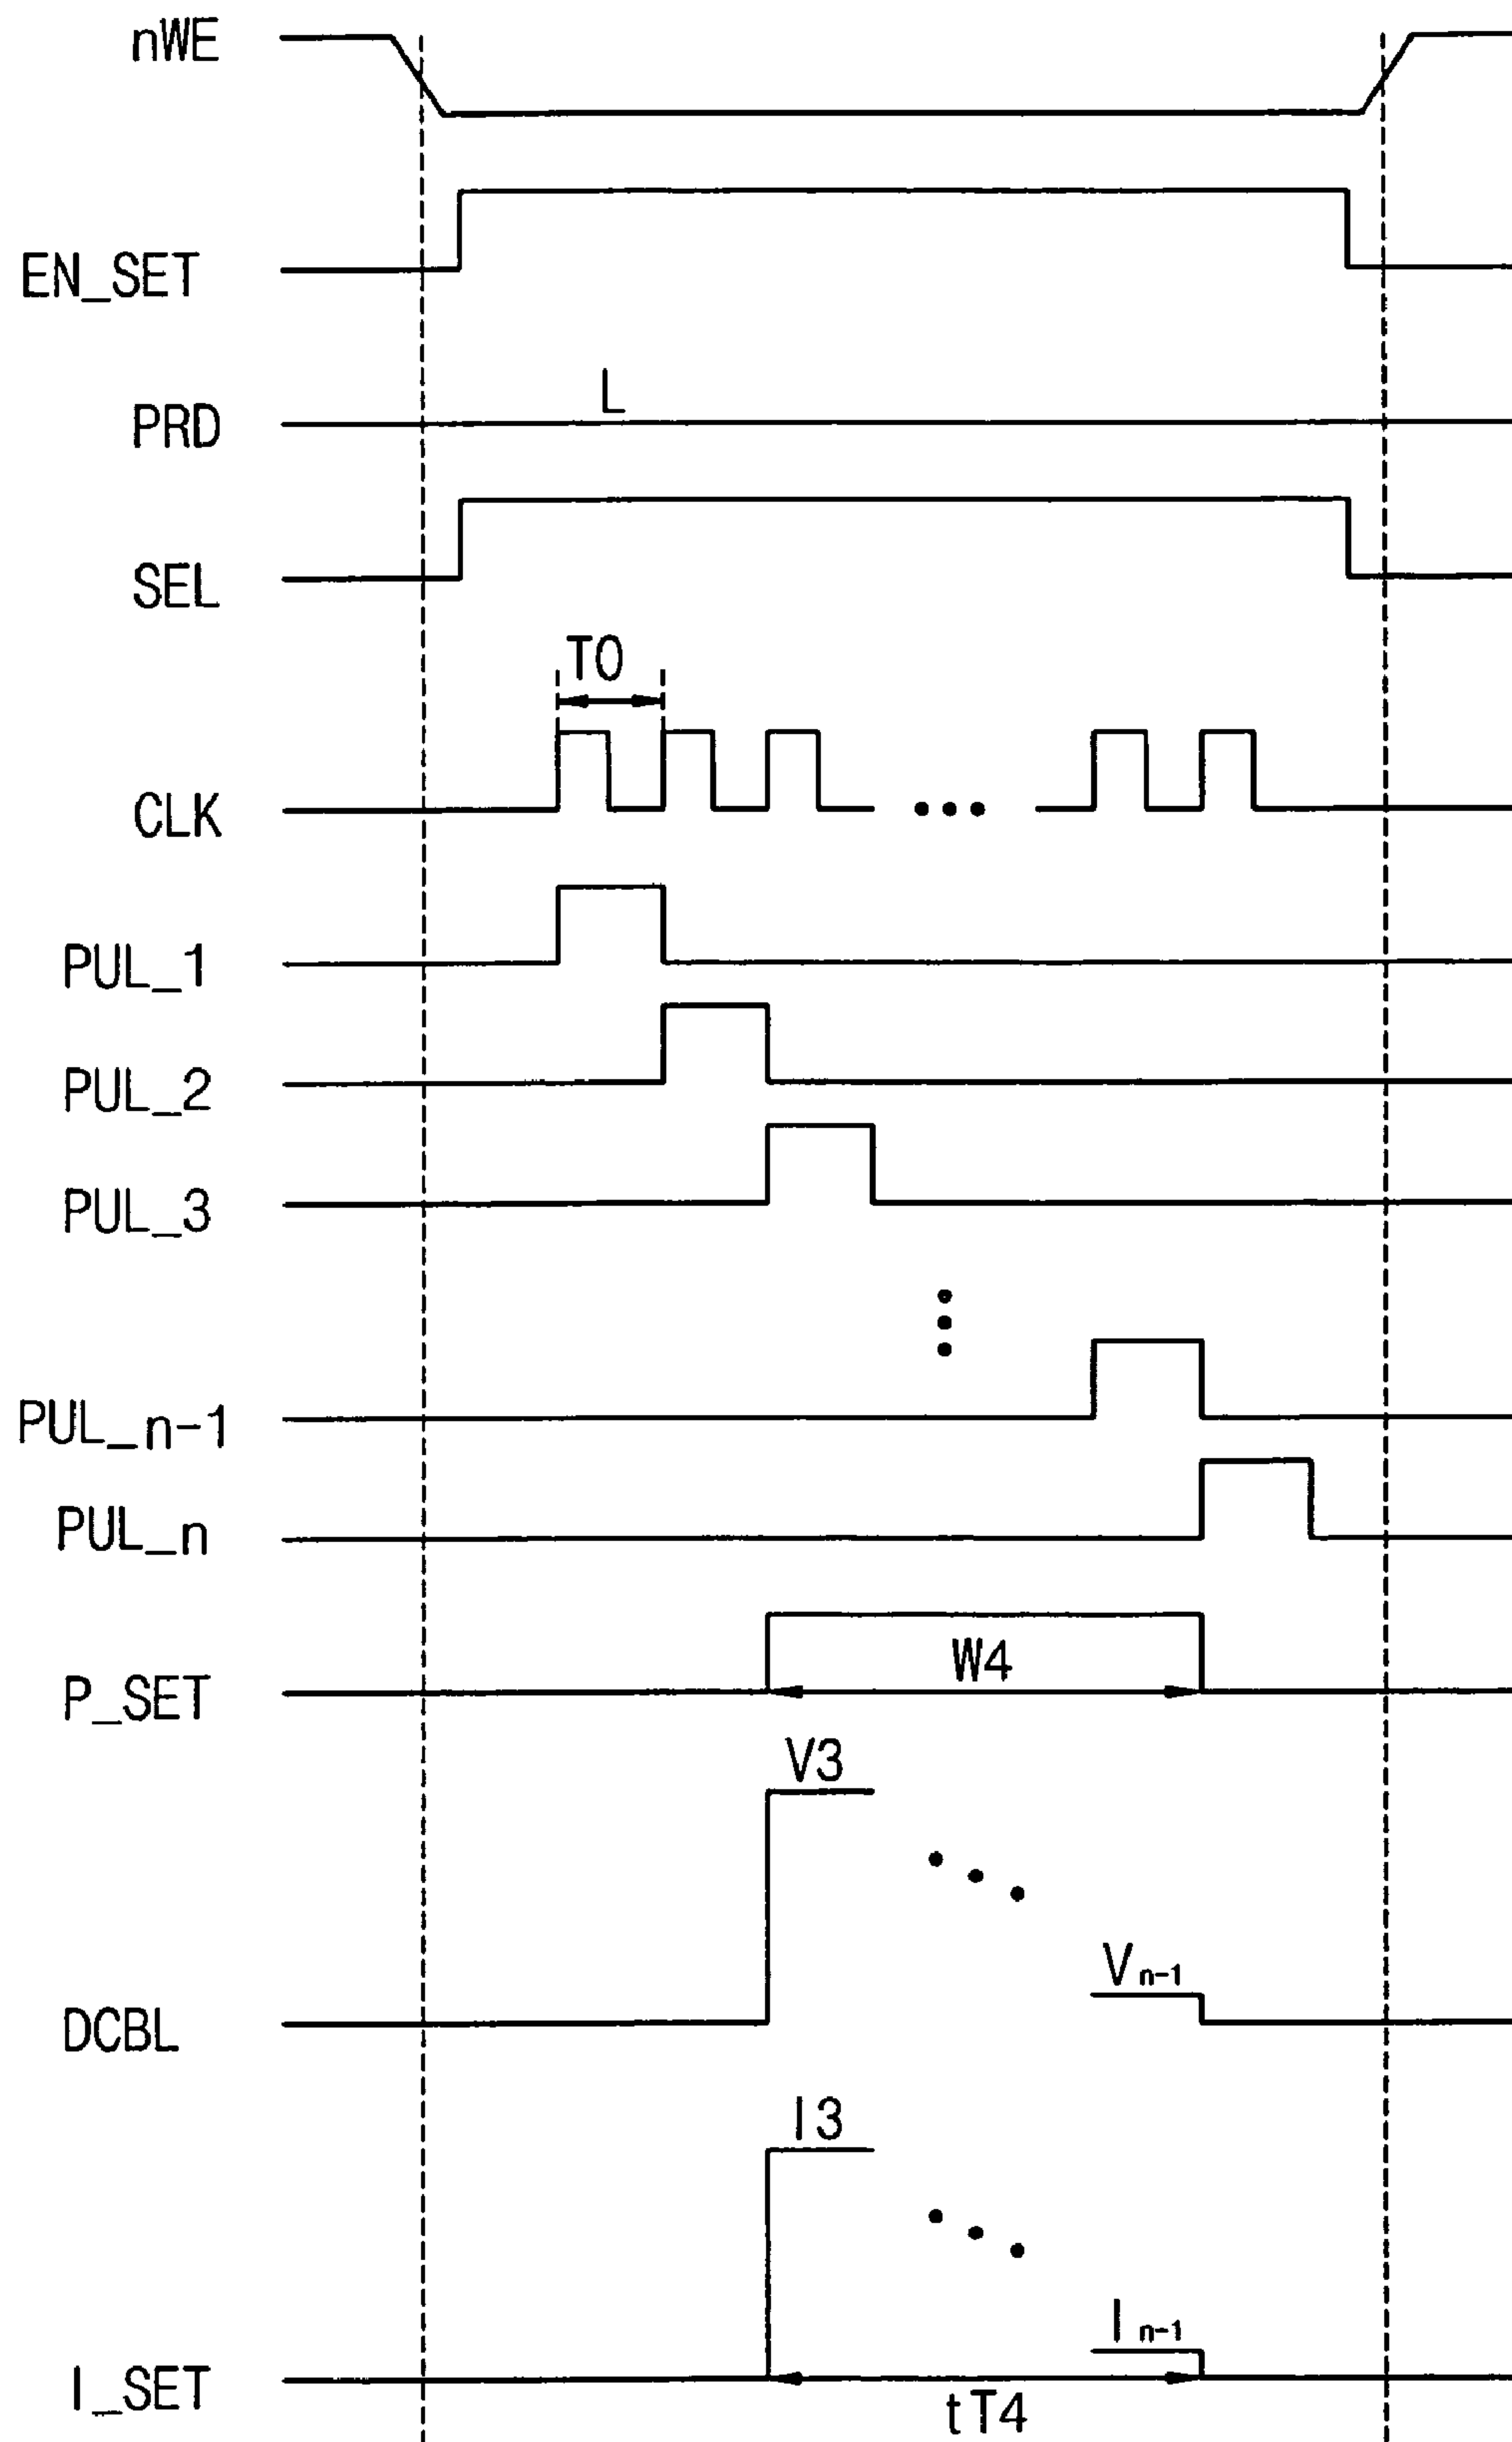 nWE
EN_SET
L
PRD
SEL
T0
CLK
PUL_1
PUL_2
PUL_3
PUL_n-1
PUL_n
W4
P_SET
V3
Vn-1
DCBL
I3
In-1
I_SET
tT4